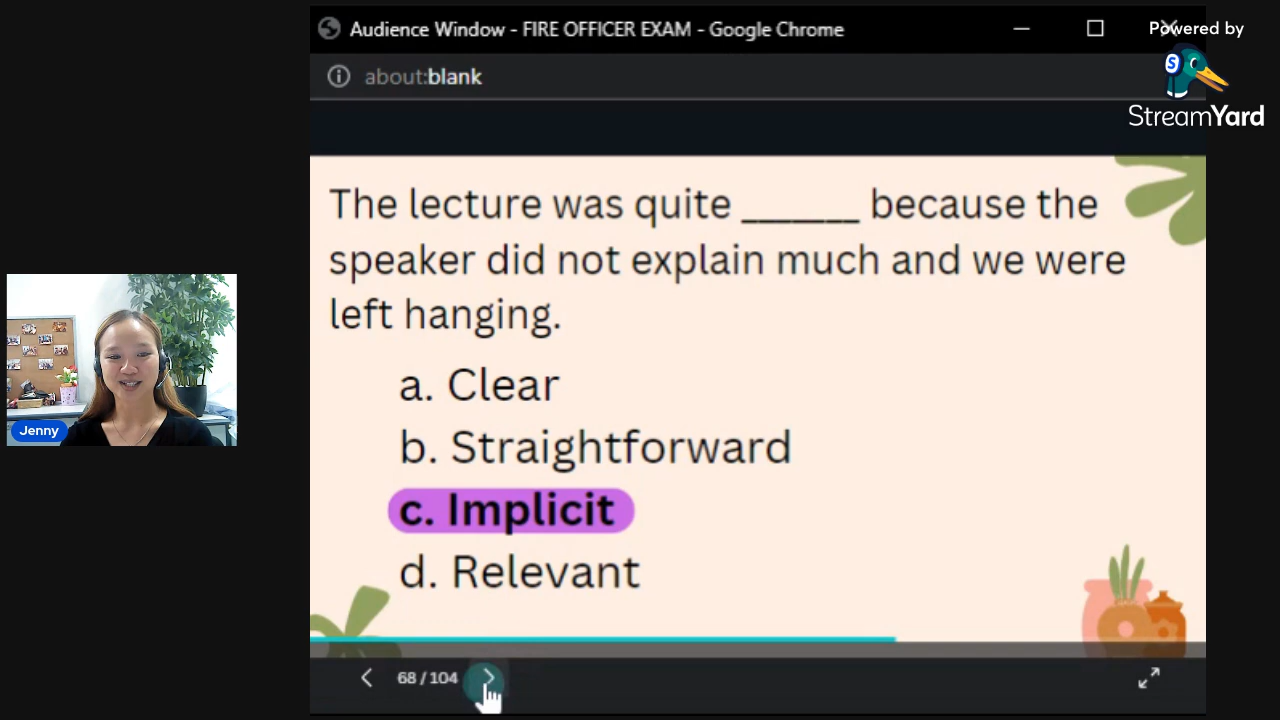 Audience Window - FIRE OFFICER EXAM - Google Chrome
Powered by
StreamYard
about:blank
The lecture was quite _______ because the
speaker did not explain much and we were
left hanging.
a. Clear
b. Straightforward
c. Implicit
d. Relevant
Jenny
68 / 104